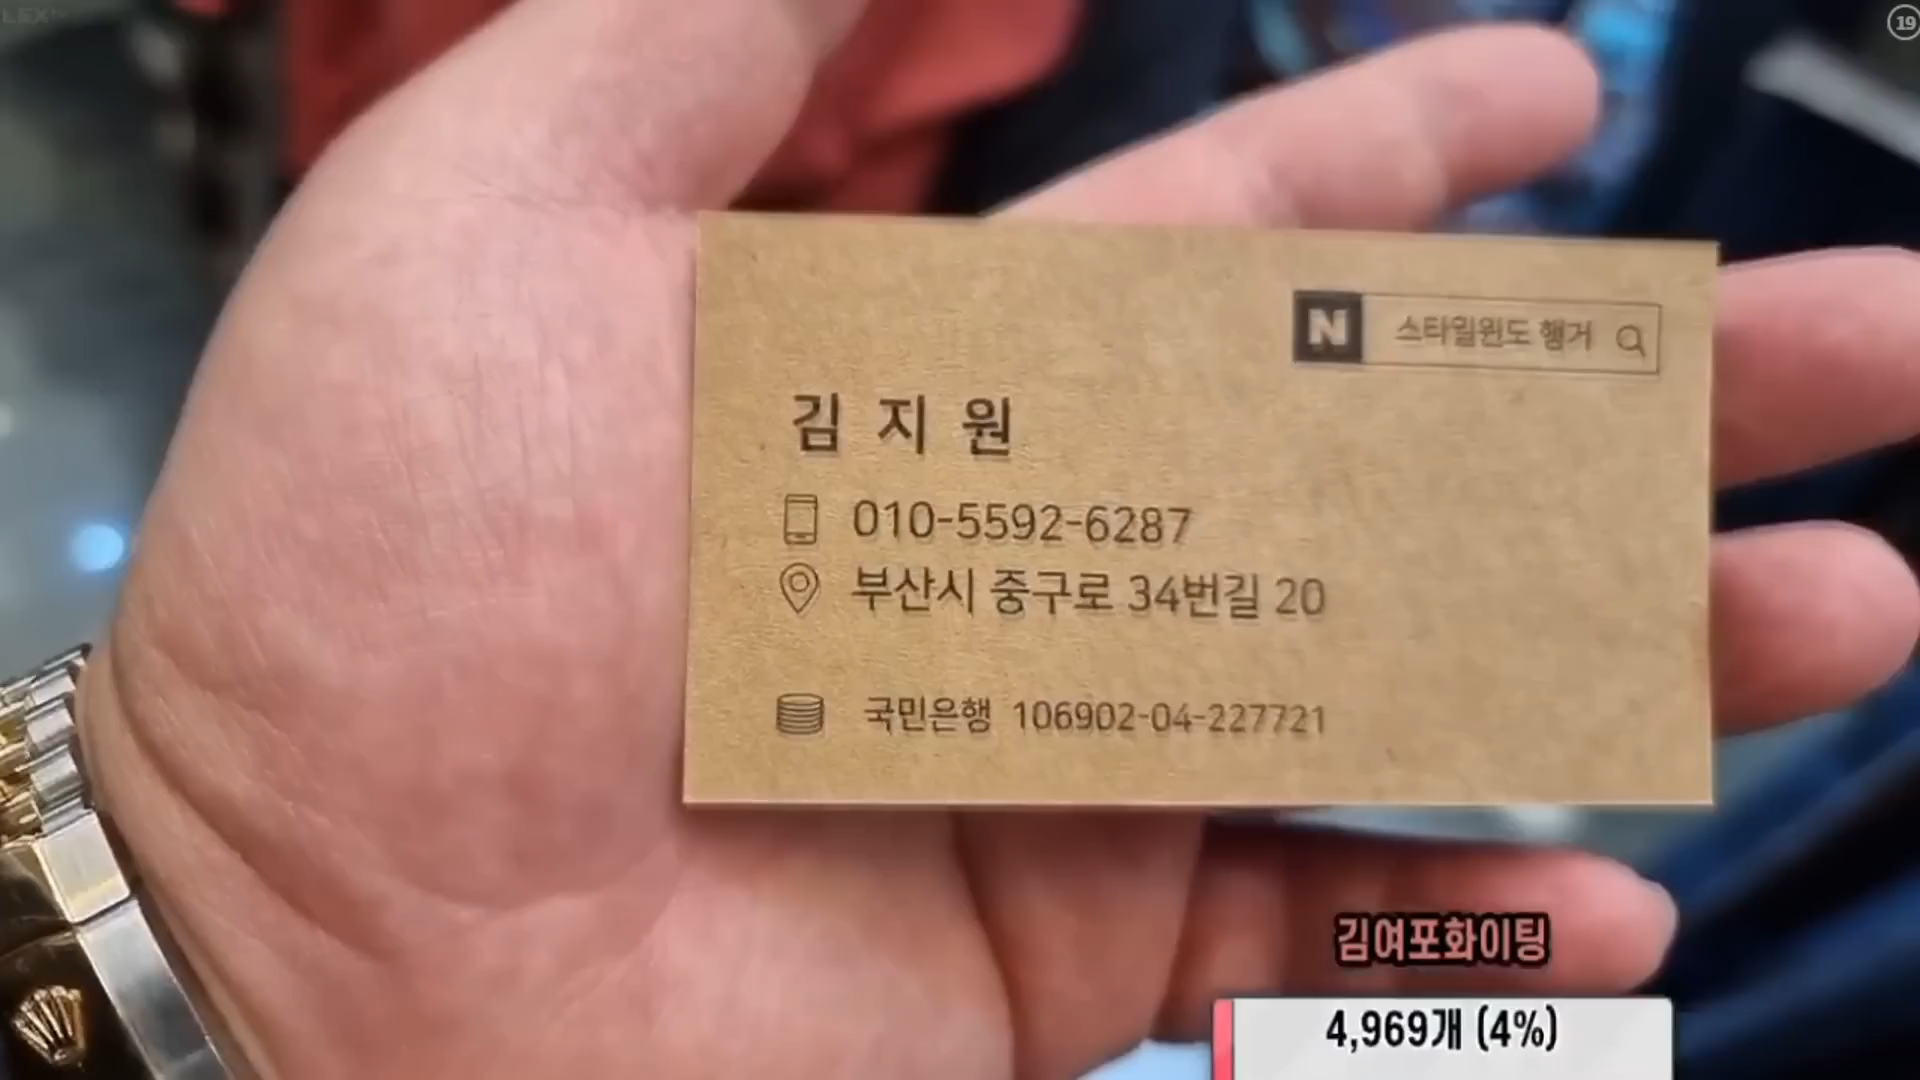 LEX
19
N 스타일윈도 행거
김 지 원
010-5592-6287
부산시 중구로 34번길 20
국민은행 106902-04-227721
김여포화이팅
4,969개 (4%)